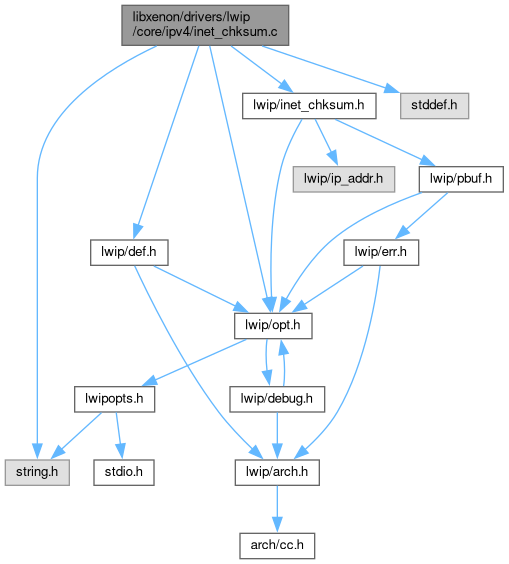 libxenon/drivers/lwip
/core/ipv4/inet_chksum.c
lwip/inet_chksum.h
stddef.h
lwip/ip_addr.h
lwip/pbuf.h
lwip/def.h
lwip/err.h
lwip/opt.h
lwipopts.h
lwip/debug.h
string.h
stdio.h
lwip/arch.h
arch/cc.h